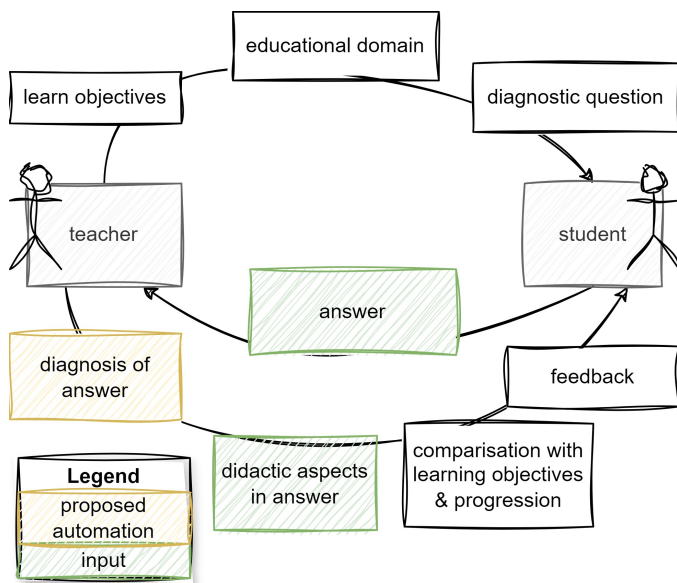 educational domain
learn objectives
diagnostic question
teacher
student
answer
diagnosis of
answer
feedback
didactic aspects
in answer
comparisation with
learning objectives
& progression
Legend
proposed
automation
input